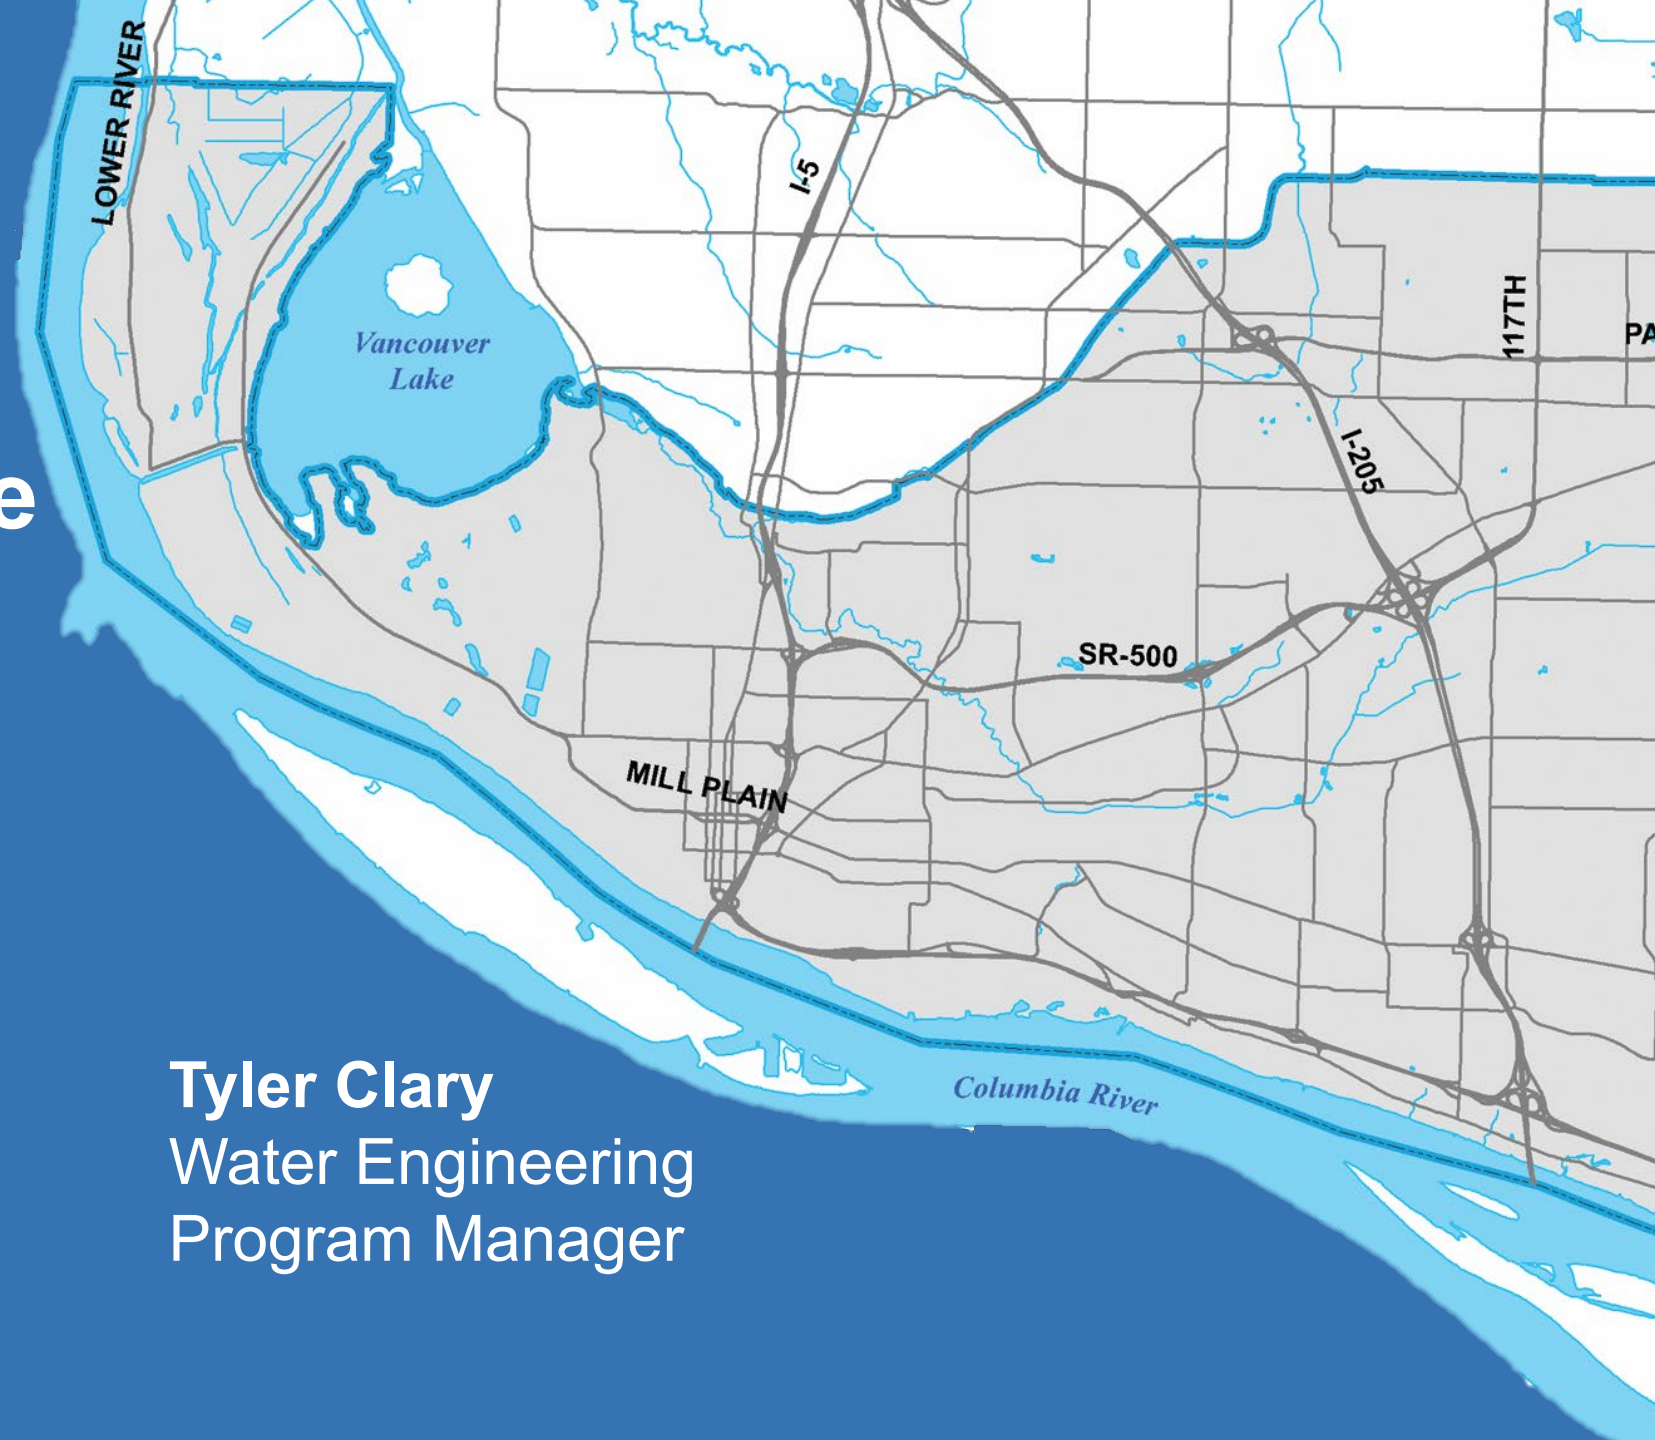 LOWER RIVER
I-5
117TH
Vancouver
Lake
PA
I-205
e
SR-500
MILL PLAIN
Columbia River
Tyler Clary
Water Engineering
Program Manager